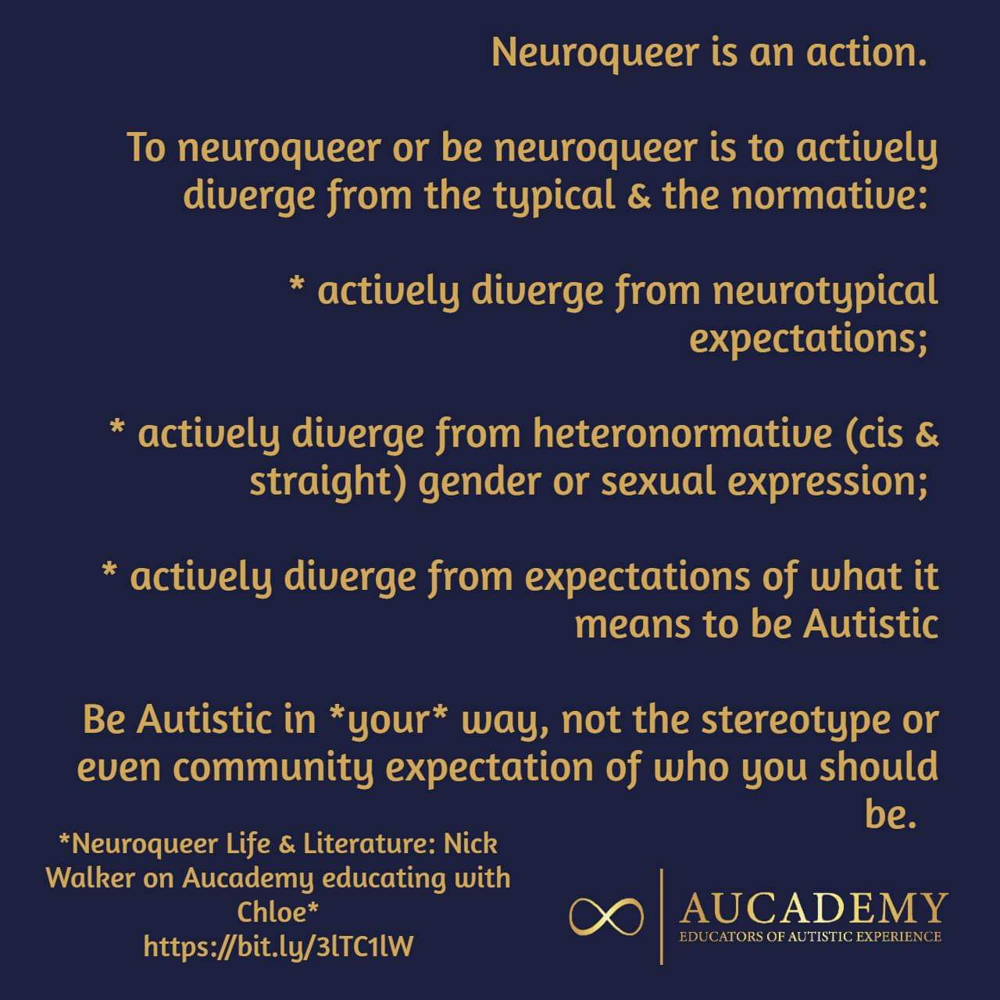 Neuroqueer is an action.
To neuroqueer or be neuroqueer is to actively
diverge from the typical & the normative:
* actively diverge from neurotypical
expectations;
* actively diverge from heteronormative (cis &
straight) gender or sexual expression;
* actively diverge from expectations of what it
means to be Autistic
Be Autistic in *your* way, not the stereotype or
even community expectation of who you should
be.
*Neuroqueer Life & Literature: Nick
Walker on Aucademy educating with
Chloe*
https://bit.ly/3lTC1lW
AUCADEMY
EDUCATORS OF AUTISTIC EXPERIENCE